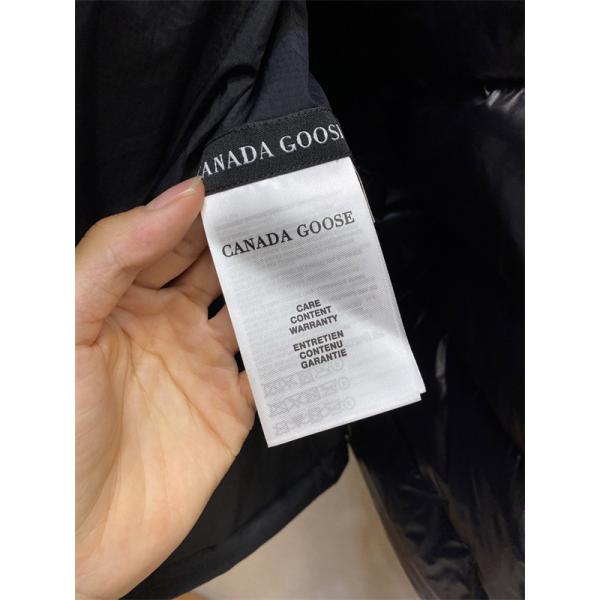 CANADA GOOSE
CANADA GOOSE
CARE
CONTENT
WARRANTY
ENTRETIEN
CONTENU
GARANTIE